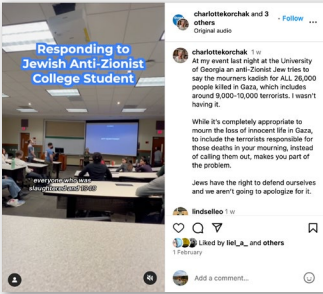 Responding to
Jewish Anti-Zionist
College Student
everyone who was
slaughtered and
charlottekorchak and 3
others
Follow
Original audio
charlottekorchak 1 w
At my event last night at the University of
Georgia an anti-Zionist Jew tries to
say the mourners kadish for ALL 26,000
people killed in Gaza, which includes
around 9,000-10,000 terrorists. I wasn't
having it.
While it's completely appropriate to
mourn the loss of innocent life in Gaza,
to include the terrorists responsible for
those deaths in your mourning, instead
of calling them out, makes you part of
the problem.
Jews have the right to defend ourselves
and we aren't going to apologize for it.
lindselleo 1 w
Liked by liel_a_ and others
1 February
Add a comment...